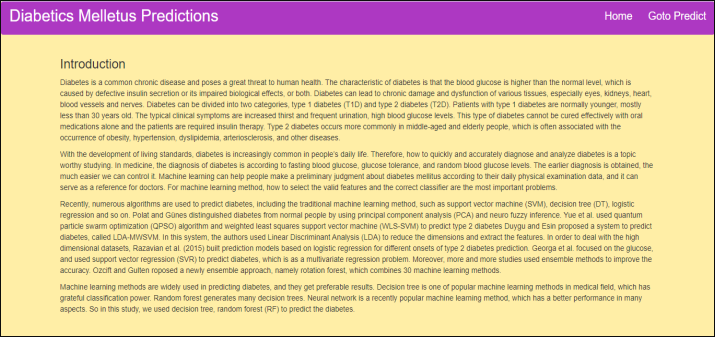 Diabetics Melletus Predictions
Home Goto Predict
Introduction
Diabetes is a common chronic disease and poses a great threat to human health. The characteristic of diabetes is that the blood glucose is higher than the normal level, which is
caused by defective insulin secretion or its impaired biological effects, or both. Diabetes can lead to chronic damage and dysfunction of various tissues, especially eyes, kidneys, heart,
blood vessels and nerves. Diabetes can be divided into two categories, type 1 diabetes (T1D) and type 2 diabetes (T2D). Patients with type 1 diabetes are normally younger, mostly
less than 30 years old. The typical clinical symptoms are increased thirst and frequent urination, high blood glucose levels. This type of diabetes cannot be cured effectively with oral
medications alone and the patients are required insulin therapy. Type 2 diabetes occurs more commonly in middle-aged and elderly people, which is often associated with the
occurrence of obesity, hypertension, dyslipidemia, arteriosclerosis, and other diseases.
With the development of living standards, diabetes is increasingly common in people's daily life. Therefore, how to quickly and accurately diagnose and analyze diabetes is a topic
worthy studying. In medicine, the diagnosis of diabetes is according to fasting blood glucose, glucose tolerance, and random blood glucose levels. The earlier diagnosis is obtained, the
much easier we can control it. Machine learning can help people make a preliminary judgment about diabetes mellitus according to their daily physical examination data, and it can
serve as a reference for doctors. For machine learning method, how to select the valid features and the correct classifier are the most important problems.
Recently, numerous algorithms are used to predict diabetes, including the traditional machine learning method, such as support vector machine (SVM), decision tree (DT), logistic
regression and so on. Polat and Günes distinguished diabetes from normal people by using principal component analysis (PCA) and neuro fuzzy inference. Yue et al. used quantum
particle swarm optimization (QPSO) algorithm and weighted least squares support vector machine (WLS-SVM) to predict type 2 diabetes Duygu and Esin proposed a system to predict
diabetes, called LDA-MWSVM. In this system, the authors used Linear Discriminant Analysis (LDA) to reduce the dimensions and extract the features. In order to deal with the high
dimensional datasets, Razavian et al. (2015) built prediction models based on logistic regression for different onsets of type 2 diabetes prediction. Georga et al. focused on the glucose,
and used support vector regression (SVR) to predict diabetes, which is as a multivariate regression problem. Moreover, more and more studies used ensemble methods to improve the
accuracy. Ozcift and Gulten roposed a newly ensemble approach, namely rotation forest, which combines 30 machine learning methods.
Machine learning methods are widely used in predicting diabetes, and they get preferable results. Decision tree is one of popular machine learning methods in medical field, which has
grateful classification power. Random forest generates many decision trees. Neural network is a recently popular machine learning method, which has a better performance in many
aspects. So in this study, we used decision tree, random forest (RF) to predict the diabetes.